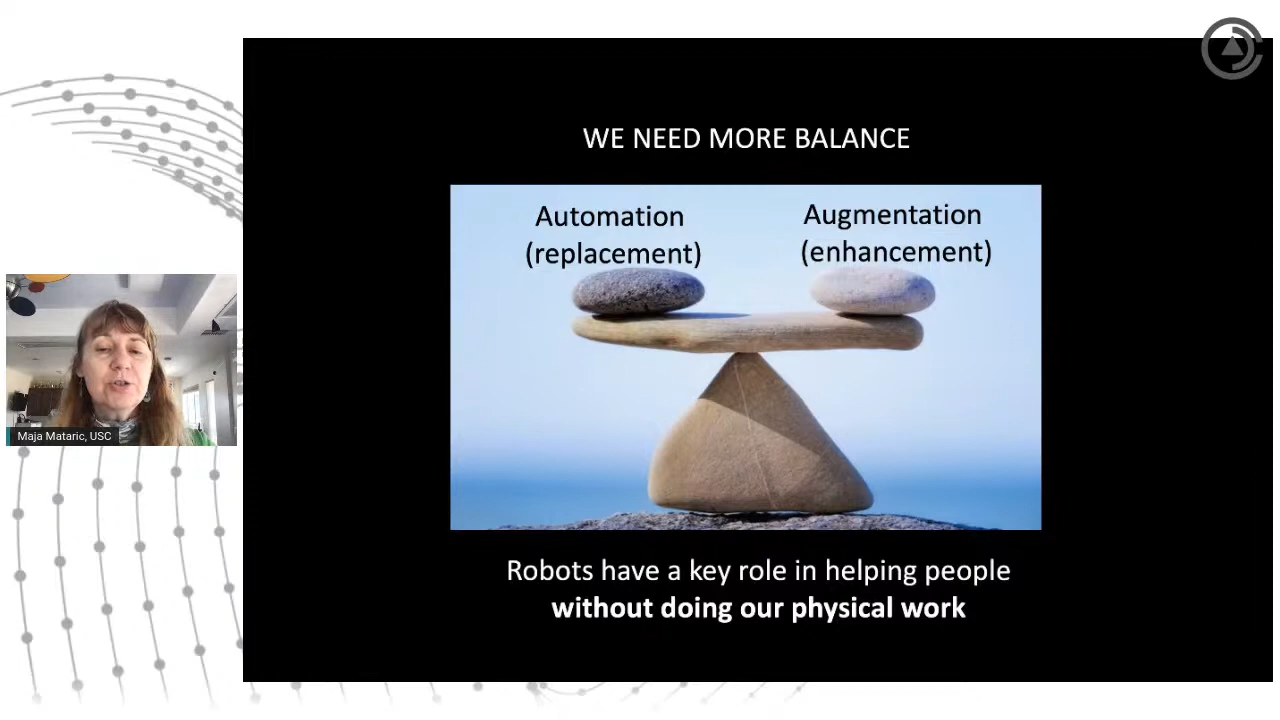 WE NEED MORE BALANCE
Automation
(replacement)
Augmentation
(enhancement)
Maja Mataric, USC
Robots have a key role in helping people
without doing our physical work